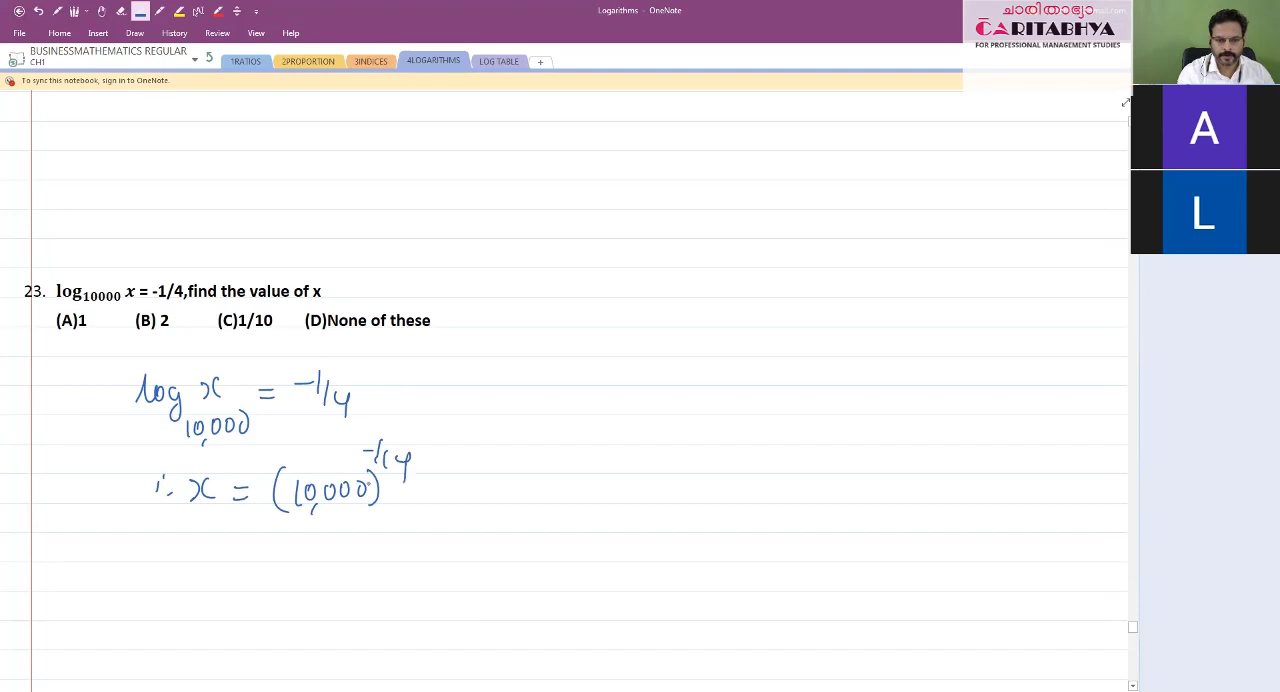 Logarithms - OneNote
ചാരിതാഭ്യാ
CARITABHYA
FOR PROFESSIONAL MANAGEMENT STUDIES
File Home Insert Draw History Review View Help
BUSINESSMATHEMATICS REGULAR
CH1
1RATIOS 2PROPORTION 3INDICES 4LOGARITHMS LOG TABLE +
To sync this notebook, sign in to OneNote.
A
L
23. log₁₀₀₀₀ x = -1/4,find the value of x
(A)1 (B) 2 (C)1/10 (D)None of these
log x = -1/4
10,000
∴ x = (10,000)^-1/4